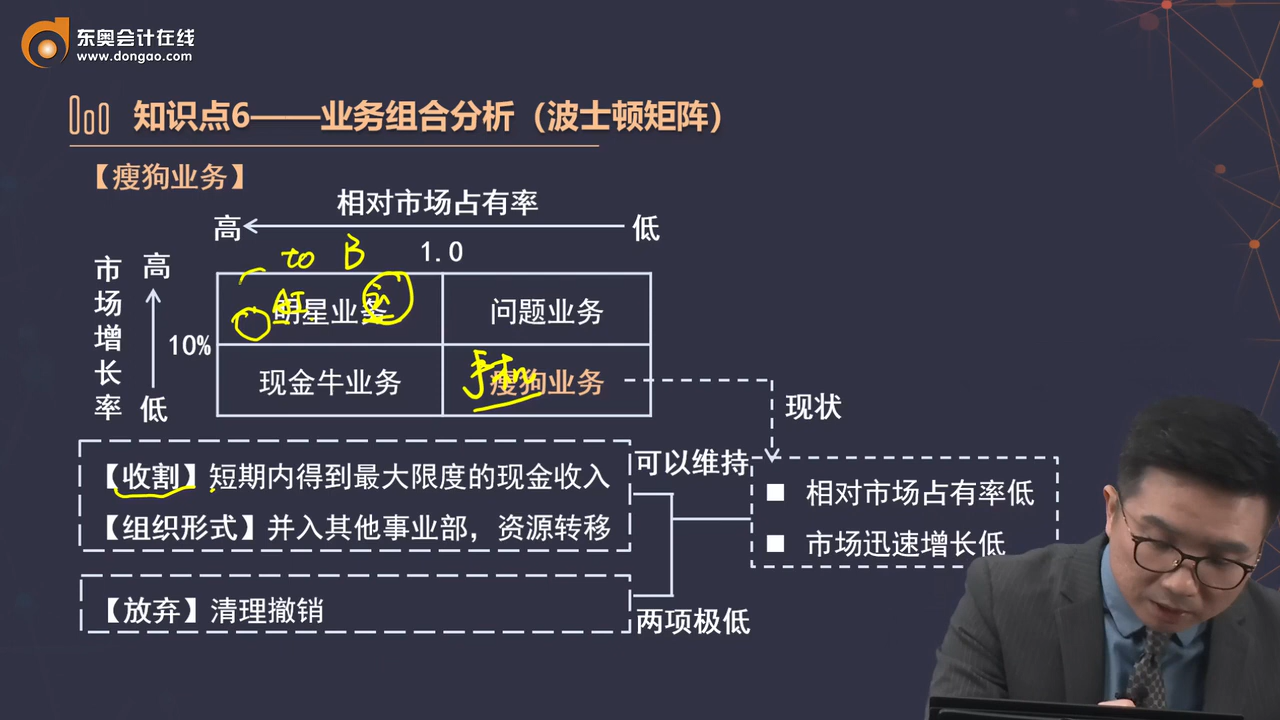 东奥会计在线
www.dongao.com
知识点6——业务组合分析（波士顿矩阵）
【瘦狗业务】
相对市场占有率
高
低
1.0
to B
市场增长率
高
10%
低
AI
明星业务
问题业务
现金牛业务
瘦狗业务
现状
【收割】短期内得到最大限度的现金收入
【组织形式】并入其他事业部，资源转移
可以维持
相对市场占有率低
市场迅速增长低
【放弃】清理撤销
两项极低